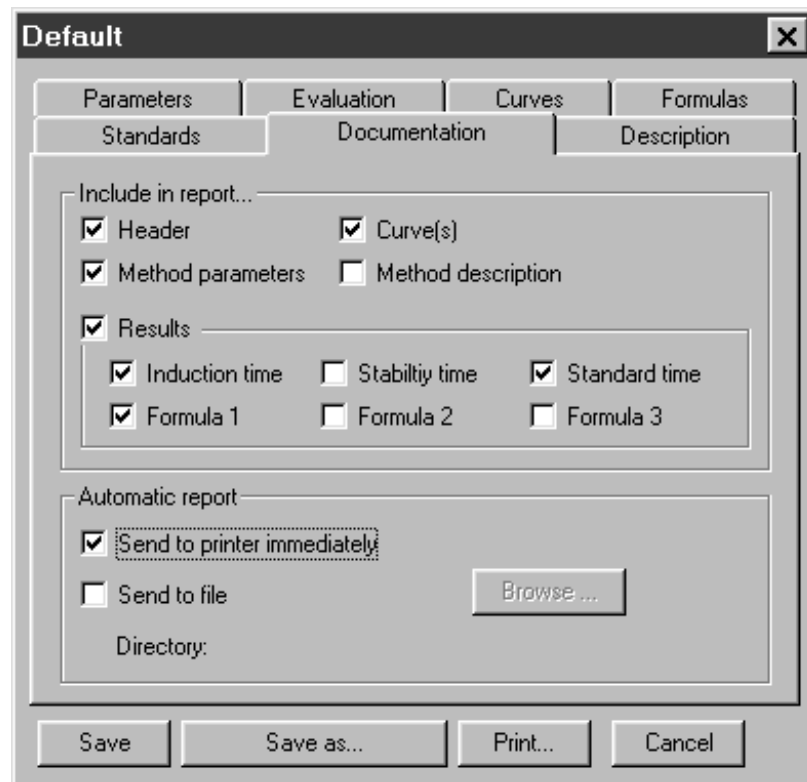 Default
Parameters Evaluation Curves Formulas
Standards Documentation Description
Include in report...
Header Curve(s)
Method parameters Method description
Results
Induction time Stabiltiy time Standard time
Formula 1 Formula 2 Formula 3
Automatic report
Send to printer immediately
Send to file Browse ...
Directory:
Save Save as... Print... Cancel